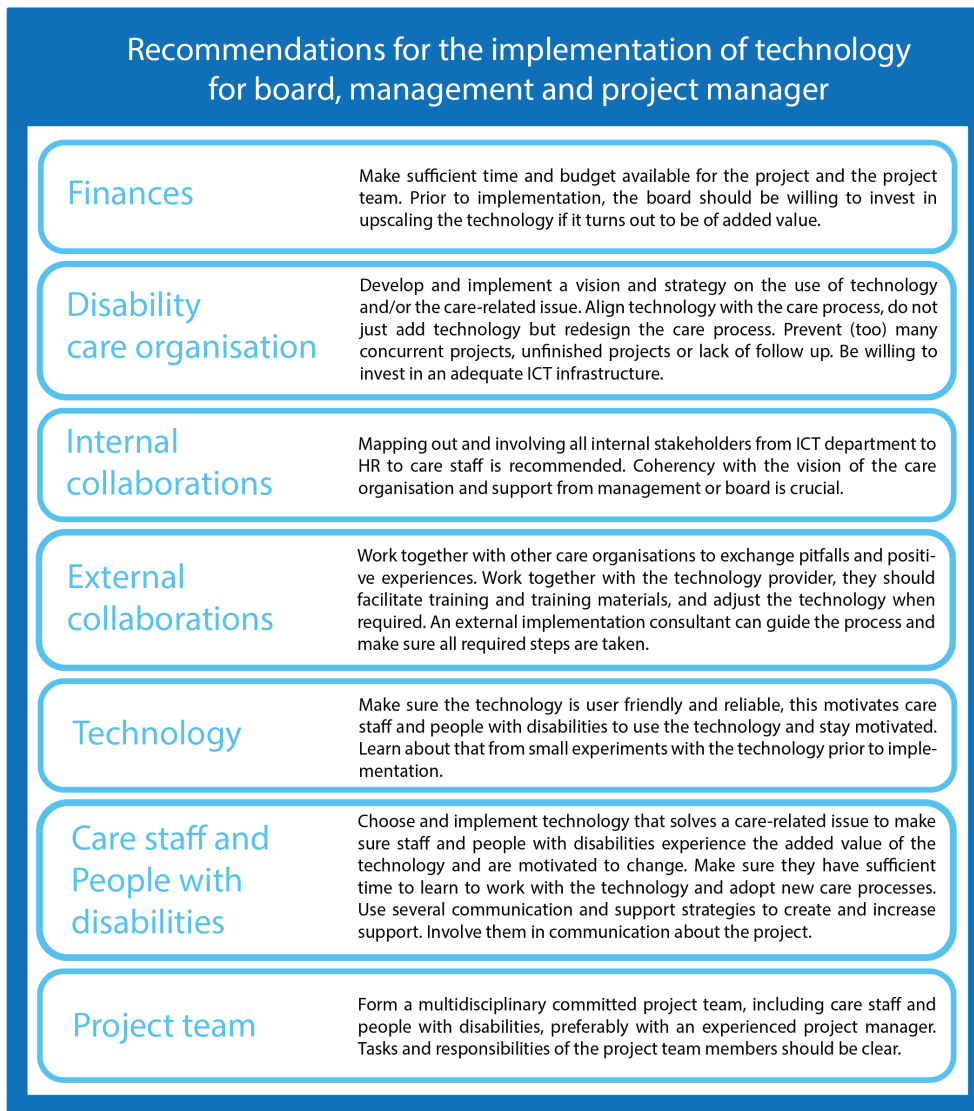 Recommendations for the implementation of technology
for board, management and project manager
Finances
Make sufficient time and budget available for the project and the project
team. Prior to implementation, the board should be willing to invest in
upscaling the technology if it turns out to be of added value.
Disability
care organisation
Develop and implement a vision and strategy on the use of technology
and/or the care-related issue. Align technology with the care process, do not
just add technology but redesign the care process. Prevent (too) many
concurrent projects, unfinished projects or lack of follow up. Be willing to
invest in an adequate ICT infrastructure.
Internal
collaborations
Mapping out and involving all internal stakeholders from ICT department to
HR to care staff is recommended. Coherency with the vision of the care
organisation and support from management or board is crucial.
External
collaborations
Work together with other care organisations to exchange pitfalls and positi-
ve experiences. Work together with the technology provider, they should
facilitate training and training materials, and adjust the technology when
required. An external implementation consultant can guide the process and
make sure all required steps are taken.
Technology
Make sure the technology is user friendly and reliable, this motivates care
staff and people with disabilities to use the technology and stay motivated.
Learn about that from small experiments with the technology prior to imple-
mentation.
Care staff and
People with
disabilities
Choose and implement technology that solves a care-related issue to make
sure staff and people with disabilities experience the added value of the
technology and are motivated to change. Make sure they have sufficient
time to learn to work with the technology and adopt new care processes.
Use several communication and support strategies to create and increase
support. Involve them in communication about the project.
Project team
Form a multidisciplinary committed project team, including care staff and
people with disabilities, preferably with an experienced project manager.
Tasks and responsibilities of the project team members should be clear.